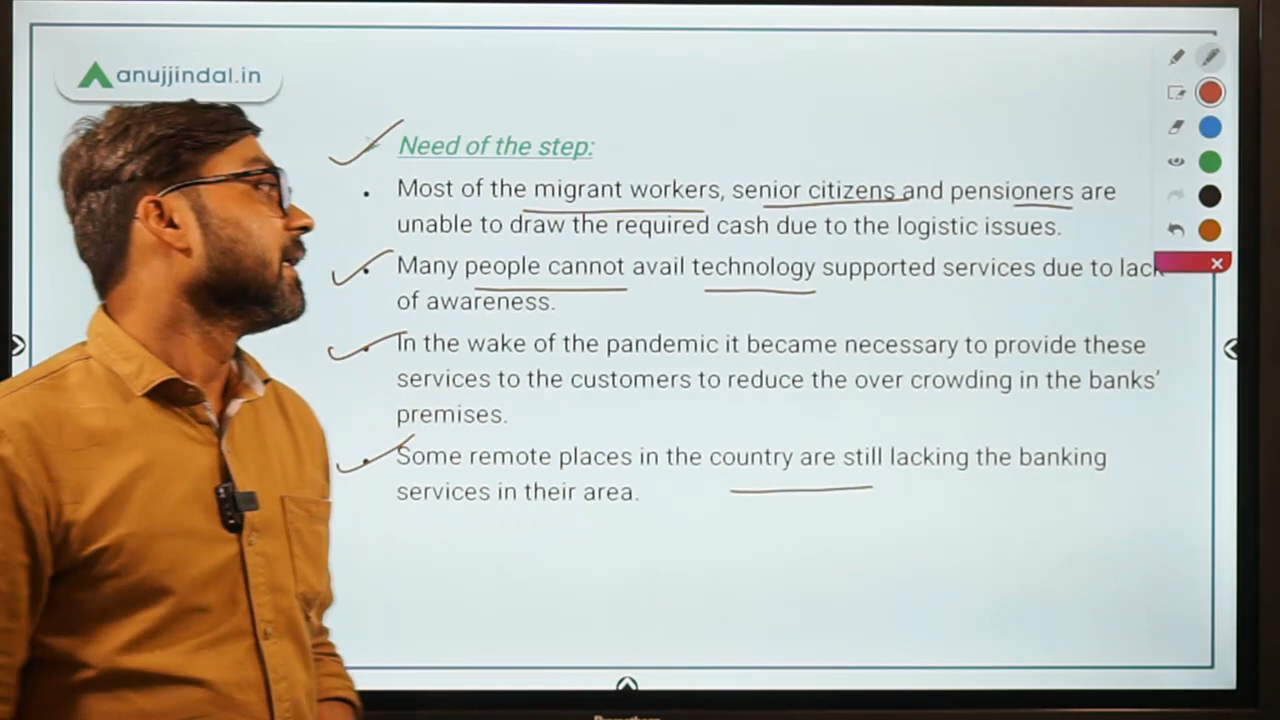 anujjindal.in
Need of the step:
Most of the migrant workers, senior citizens and pensioners are
unable to draw the required cash due to the logistic issues.
Many people cannot avail technology supported services due to lack
of awareness.
In the wake of the pandemic it became necessary to provide these
services to the customers to reduce the over crowding in the banks’
premises.
Some remote places in the country are still lacking the banking
services in their area.